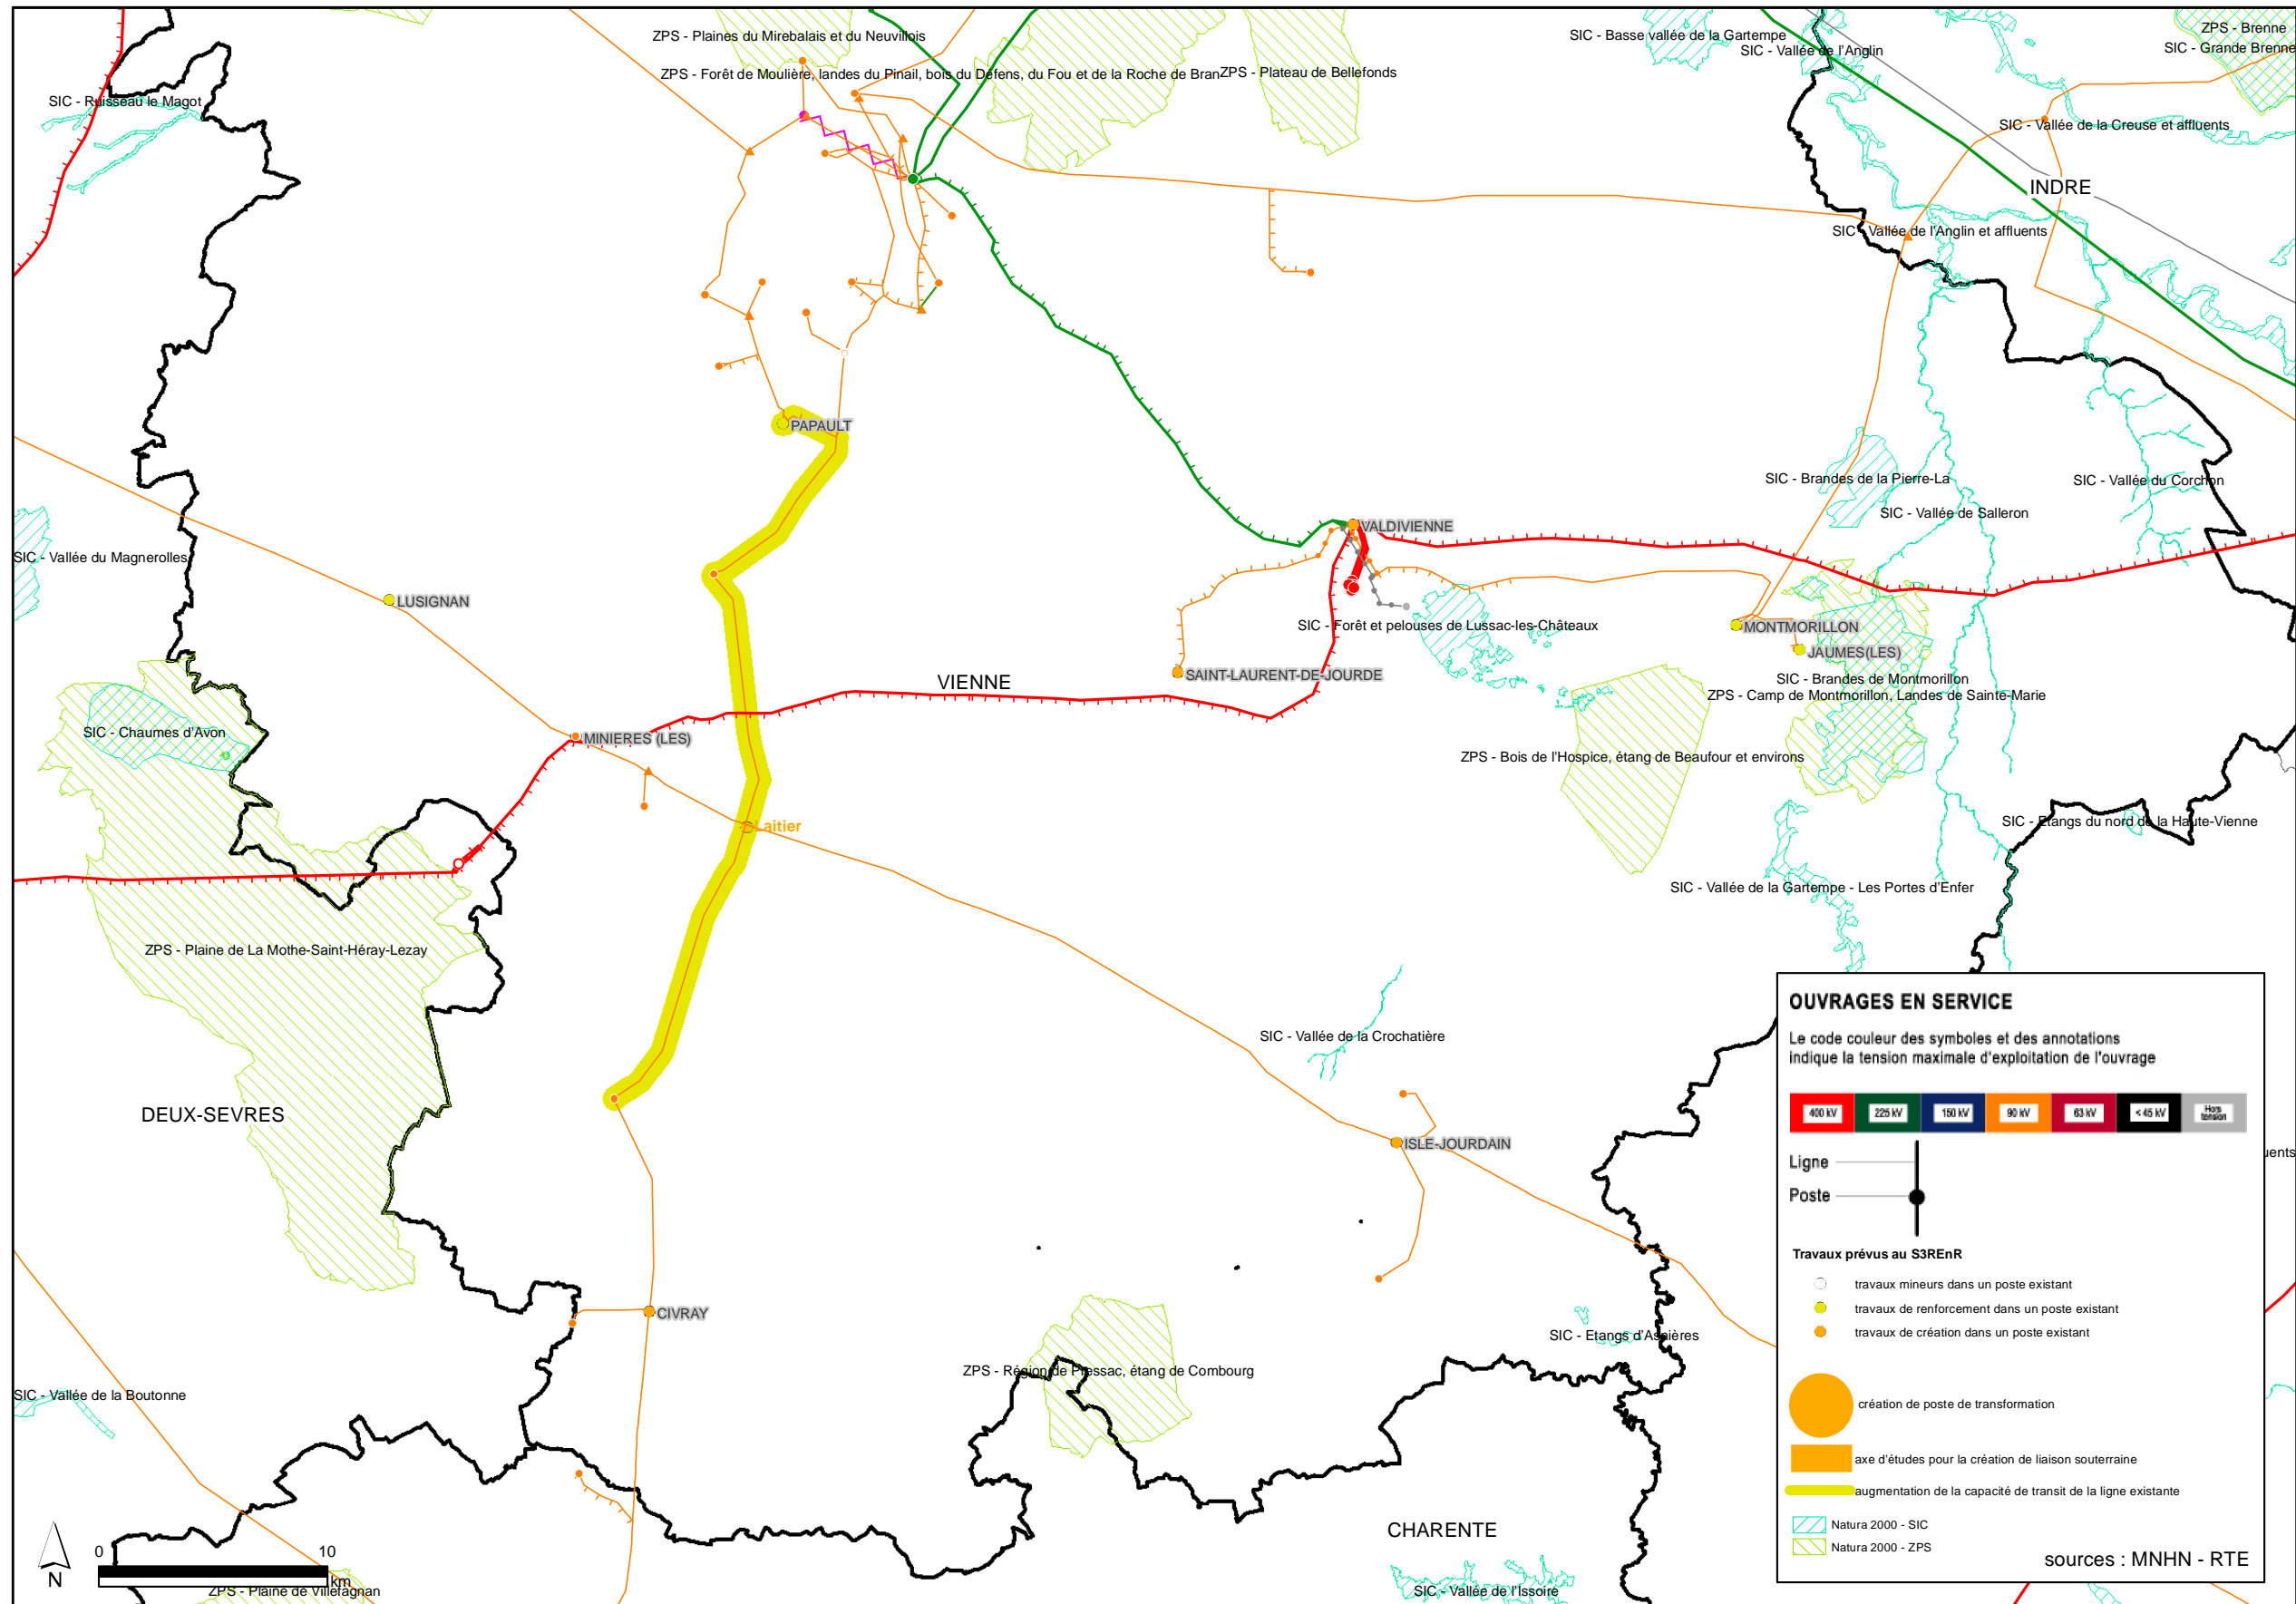 ZPS - Plaines du Mirebalais et du Neuvillois
SIC - Basse vallée de la Gartempe
ZPS - Brenne
SIC - Vallée de l'Anglin
SIC - Grande Brenne
ZPS - Forêt de Moulière, landes du Pinail, bois du Défens, du Fou et de la Roche de Bran
ZPS - Plateau de Bellefonds
SIC - Ruisseau le Magot
SIC - Vallée de la Creuse et affluents
INDRE
SIC - Vallée de l'Anglin et affluents
PAPAULT
SIC - Brandes de la Pierre-La
SIC - Vallée du Corchon
SIC - Vallée de Salleron
VALDIVIENNE
SIC - Vallée du Magnerolles
LUSIGNAN
SIC - Forêt et pelouses de Lussac-les-Châteaux
MONTMORILLON
JAUMES(LES)
SAINT-LAURENT-DE-JOURDE
SIC - Brandes de Montmorillon
VIENNE
ZPS - Camp de Montmorillon, Landes de Sainte-Marie
SIC - Chaumes d'Avon
MINIERES (LES)
ZPS - Bois de l'Hospice, étang de Beaufour et environs
Laitier
SIC - Etangs du nord de la Haute-Vienne
SIC - Vallée de la Gartempe - Les Portes d'Enfer
ZPS - Plaine de La Mothe-Saint-Héray-Lezay
SIC - Vallée de la Crochatière
DEUX-SEVRES
ISLE-JOURDAIN
uents
CIVRAY
SIC - Etangs d'Asnières
ZPS - Région de Pressac, étang de Combourg
SIC - Vallée de la Boutonne
CHARENTE
SIC - Vallée de l'Issoire
ZPS - Plaine de Villefagnan
N
0 10
km
OUVRAGES EN SERVICE
Le code couleur des symboles et des annotations
indique la tension maximale d'exploitation de l'ouvrage
400 kV 225 kV 150 kV 90 kV 63 kV < 45 kV Hors tension
Ligne
Poste
Travaux prévus au S3REnR
travaux mineurs dans un poste existant
travaux de renforcement dans un poste existant
travaux de création dans un poste existant
création de poste de transformation
axe d'études pour la création de liaison souterraine
augmentation de la capacité de transit de la ligne existante
Natura 2000 - SIC
Natura 2000 - ZPS
sources : MNHN - RTE